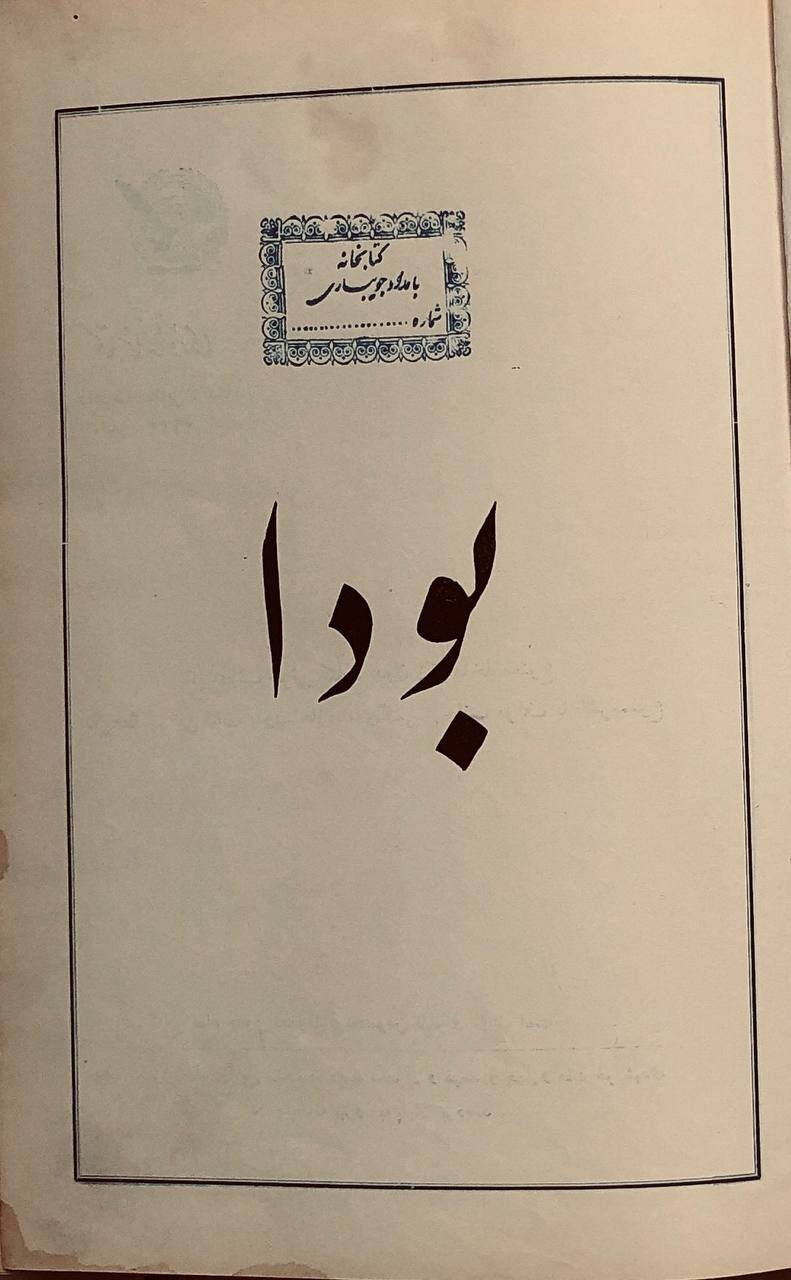 کتابخانه
بامداد جویباری
شماره ....................
بودا